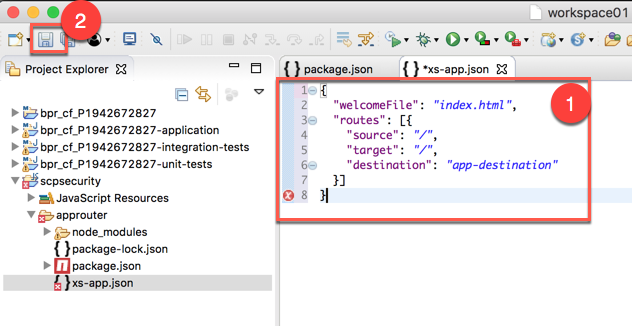 2
workspace01
Project Explorer
bpr_cf_P1942672827
bpr_cf_P1942672827-application
bpr_cf_P1942672827-integration-tests
bpr_cf_P1942672827-unit-tests
scpsecurity
JavaScript Resources
approuter
node_modules
package-lock.json
package.json
xs-app.json
{ } package.json
{ } *xs-app.json
1
1 {
2 "welcomeFile": "index.html",
3 "routes": [{
4 "source": "/",
5 "target": "/",
6 "destination": "app-destination"
7 }]
8 }